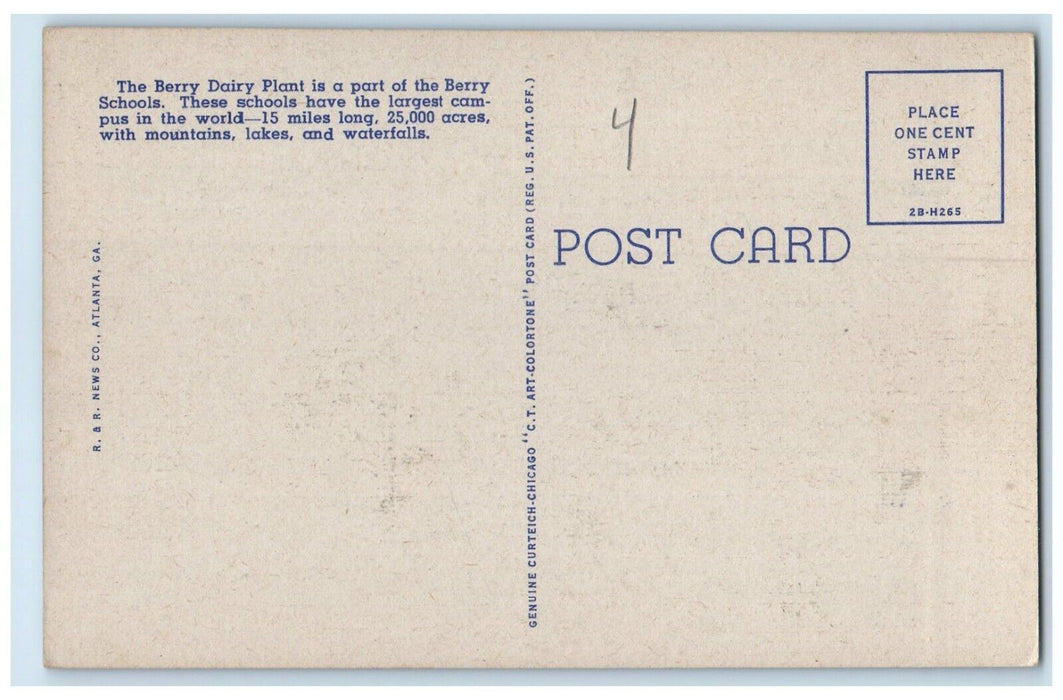 The Berry Dairy Plant is a part of the Berry
Schools. These schools have the largest cam-
pus in the world—15 miles long, 25,000 acres,
with mountains, lakes, and waterfalls.
R. & R. NEWS CO., ATLANTA, GA.
GENUINE CURTEICH-CHICAGO "C.T. ART-COLORTONE" POST CARD (REG. U.S. PAT. OFF.)
4
POST CARD
PLACE
ONE CENT
STAMP
HERE
2B-H265